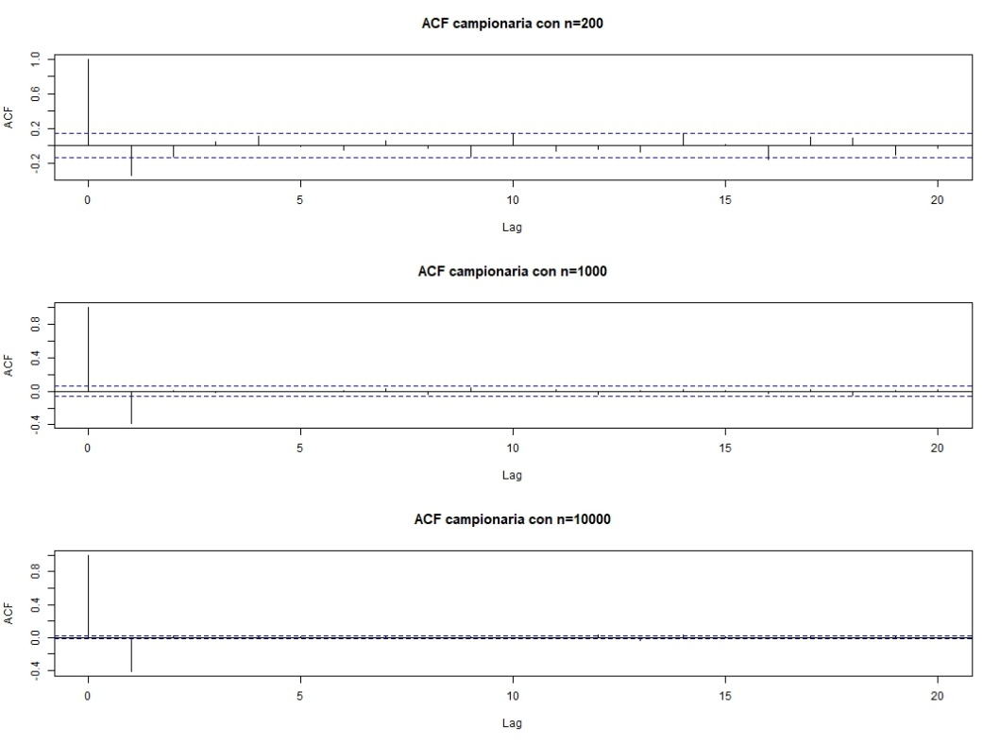 ACF campionaria con n=200
ACF
1.0
0.6
0.2
-0.2
0 5 10 15 20
Lag
ACF campionaria con n=1000
ACF
0.8
0.4
0.0
-0.4
0 5 10 15 20
Lag
ACF campionaria con n=10000
ACF
0.8
0.4
0.0
-0.4
0 5 10 15 20
Lag